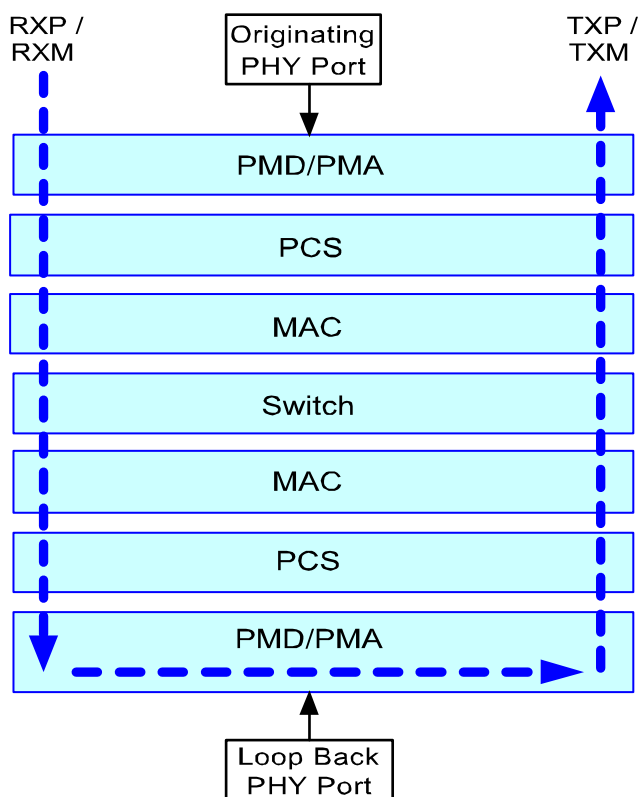 RXP /
RXM
Originating
PHY Port
TXP /
TXM
PMD/PMA
PCS
MAC
Switch
MAC
PCS
PMD/PMA
Loop Back
PHY Port